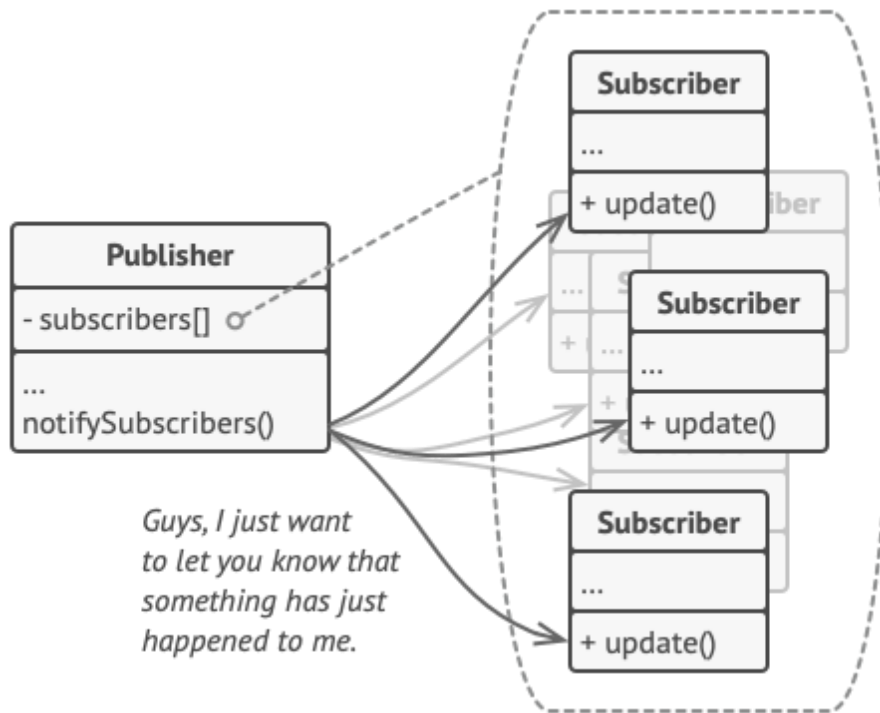 Publisher
- subscribers[]
...
notifySubscribers()
Guys, I just want
to let you know that
something has just
happened to me.
Subscriber
...
+ update()
Subscriber
...
+ update()
Subscriber
...
+ update()